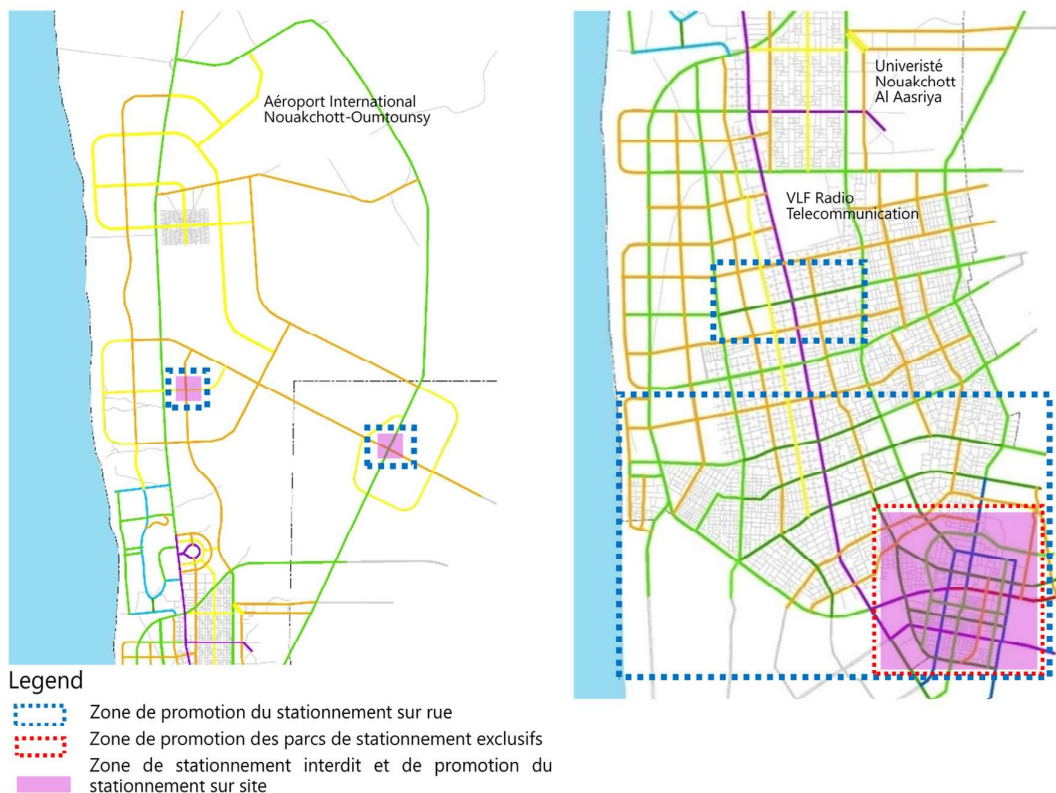 Aéroport International
Nouakchott-Oumtounsy
Univeristé
Nouakchott
Al Aasriya
VLF Radio
Telecommunication
Legend
Zone de promotion du stationnement sur rue
Zone de promotion des parcs de stationnement exclusifs
Zone de stationnement interdit et de promotion du
stationnement sur site